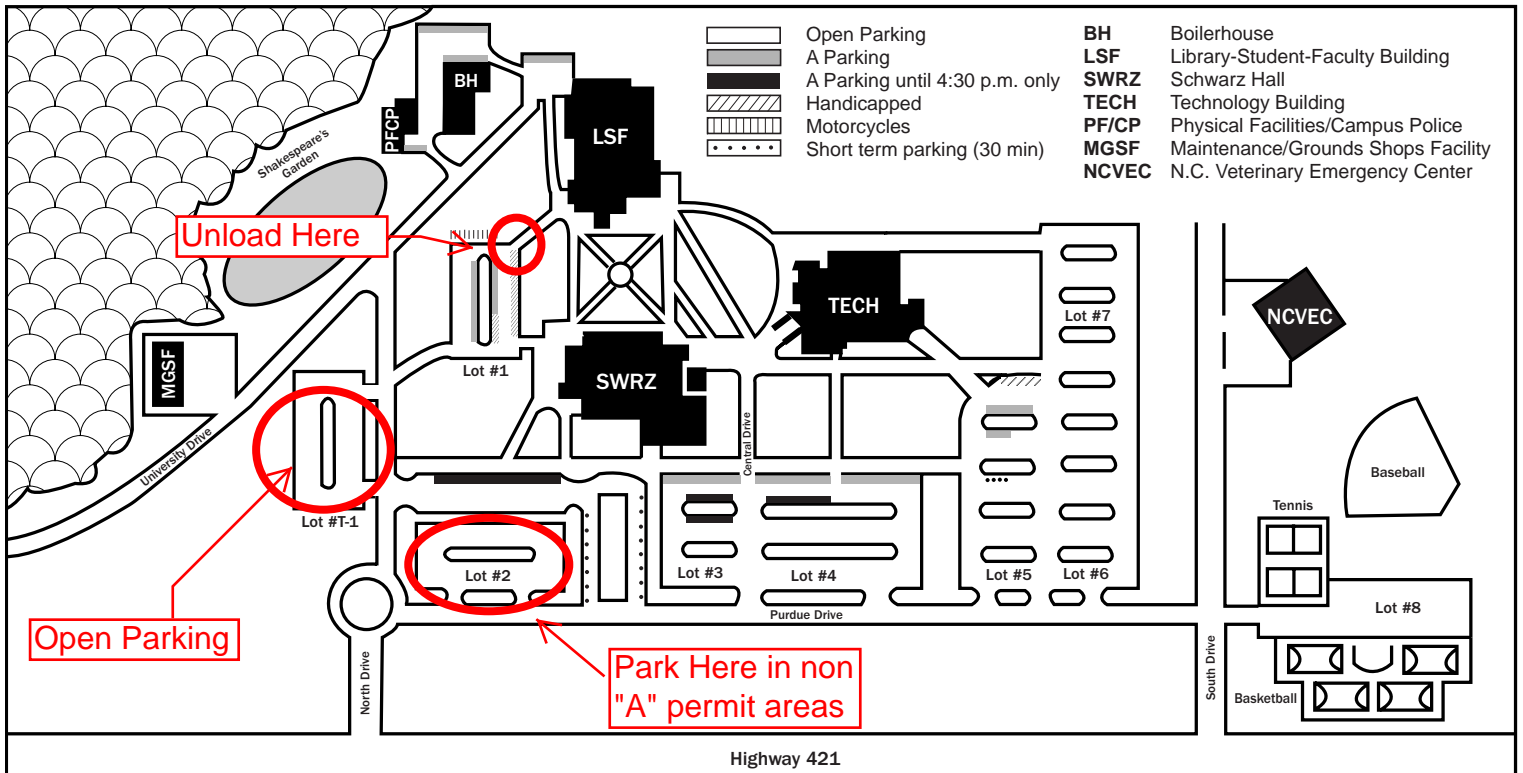 Open Parking
A Parking
A Parking until 4:30 p.m. only
Handicapped
Motorcycles
Short term parking (30 min)
BH Boilerhouse
LSF Library-Student-Faculty Building
SWRZ Schwarz Hall
TECH Technology Building
PF/CP Physical Facilities/Campus Police
MGSF Maintenance/Grounds Shops Facility
NCVEC N.C. Veterinary Emergency Center
BH
PFCP
LSF
Shakespeare's
Garden
Unload Here
TECH
Lot #7
NCVEC
MGSF
Lot #1
SWRZ
Central Drive
University Drive
Baseball
Tennis
Lot #T-1
Lot #2
Lot #3
Lot #4
Lot #5
Lot #6
Lot #8
Purdue Drive
Open Parking
Park Here in non
"A" permit areas
North Drive
South Drive
Basketball
Highway 421